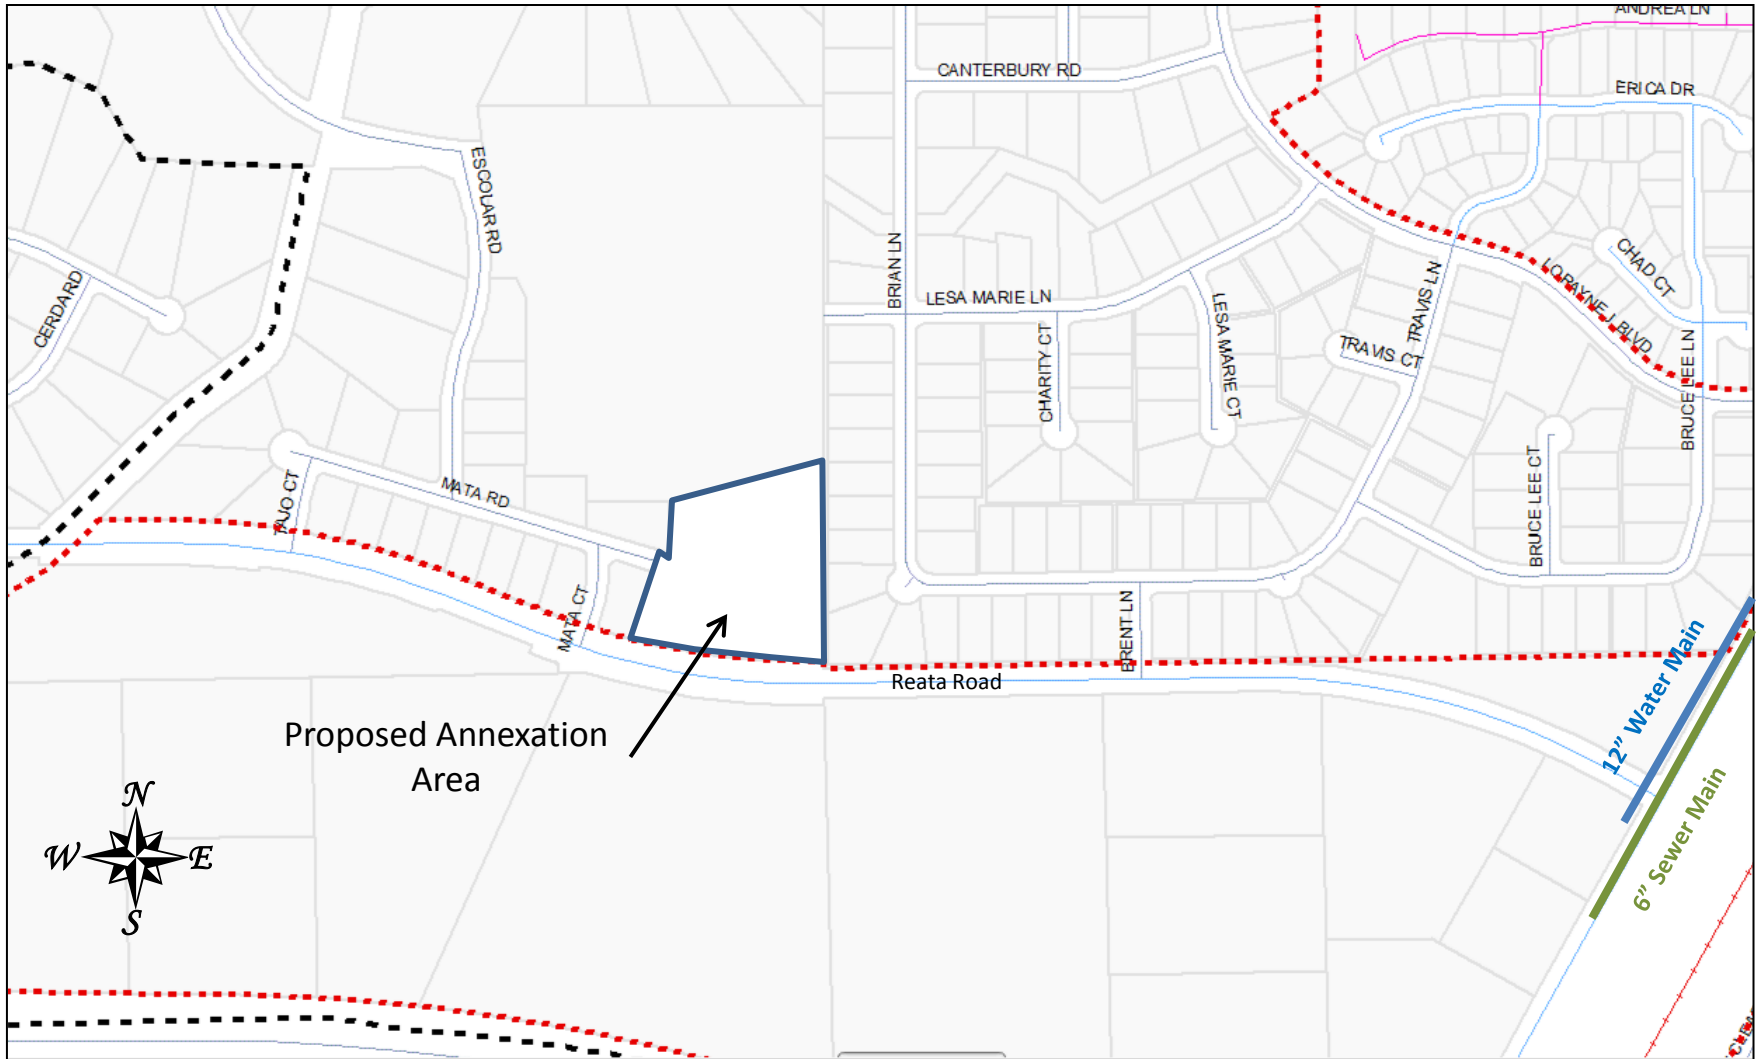 ANDREA LN
CANTERBURY RD
ERICA DR
ESCOLAR RD
BRIAN LN
CHAD CT
CERDA RD
LESA MARIE LN
TRAVIS LN
LORAYNE J BLVD
LESA MARIE CT
CHARITY CT
TRAVIS CT
BRUCE LEE LN
MATA RD
TAJO CT
BRUCE LEE CT
MATA CT
BRENT LN
Reata Road
12” Water Main
Proposed Annexation
Area
6” Sewer Main
N
W
E
S